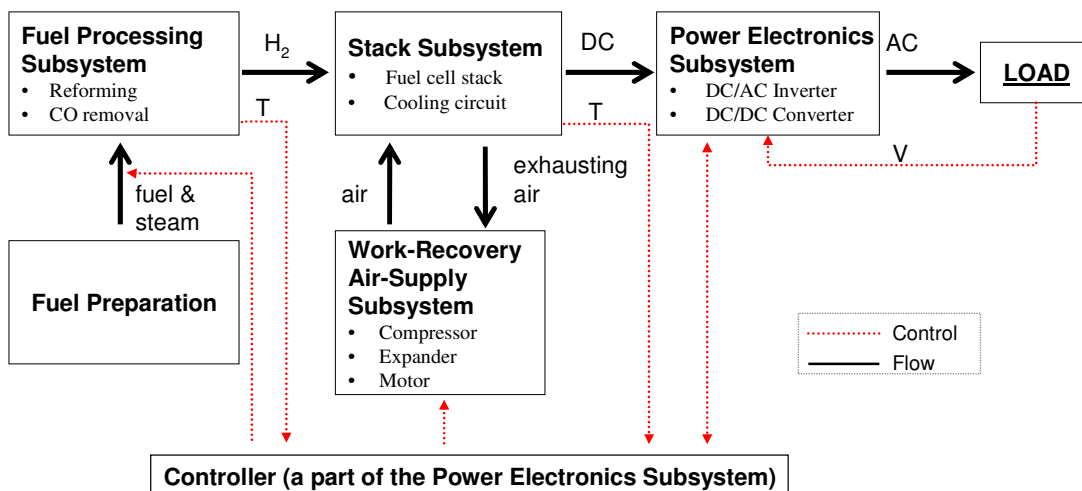 Fuel Processing
Subsystem
• Reforming
• CO removal
H2
T
Stack Subsystem
• Fuel cell stack
• Cooling circuit
DC
T
Power Electronics
Subsystem
• DC/AC Inverter
• DC/DC Converter
AC
LOAD
V
fuel &
steam
air
exhausting
air
Fuel Preparation
Work-Recovery
Air-Supply
Subsystem
• Compressor
• Expander
• Motor
Control
Flow
Controller (a part of the Power Electronics Subsystem)